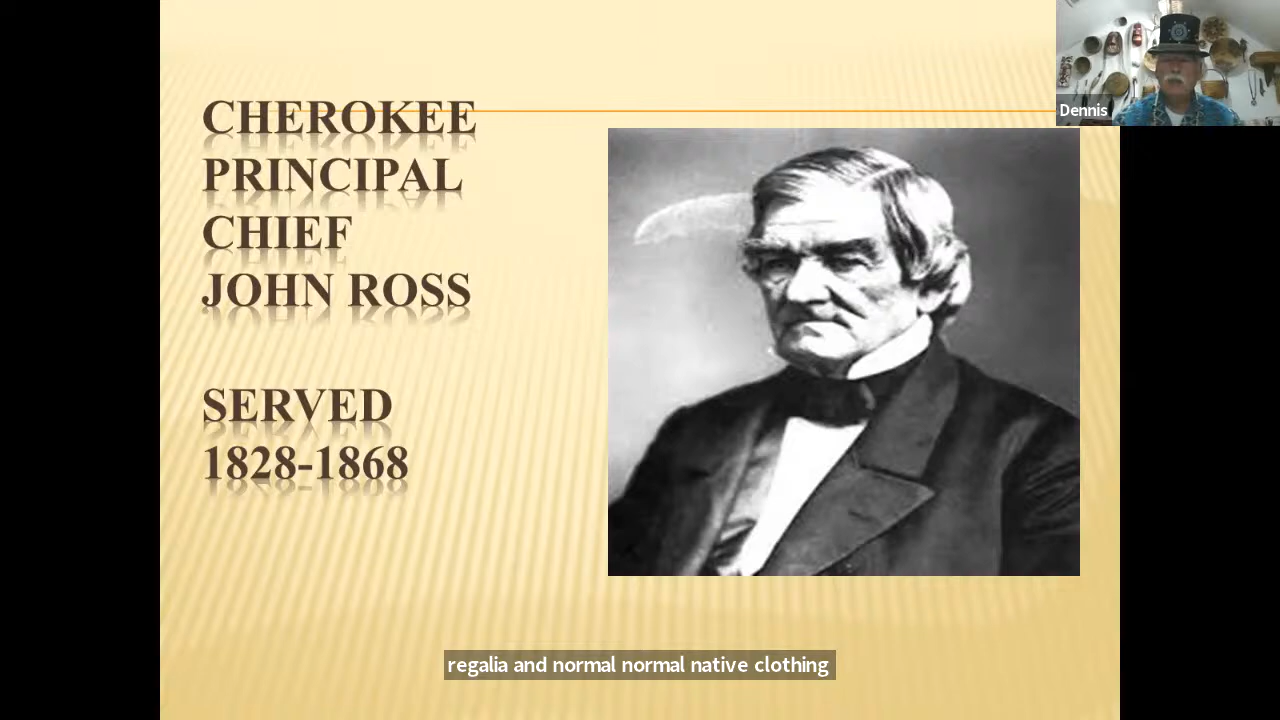 CHEROKEE
PRINCIPAL
CHIEF
JOHN ROSS
SERVED
1828-1868
Dennis
regalia and normal normal native clothing